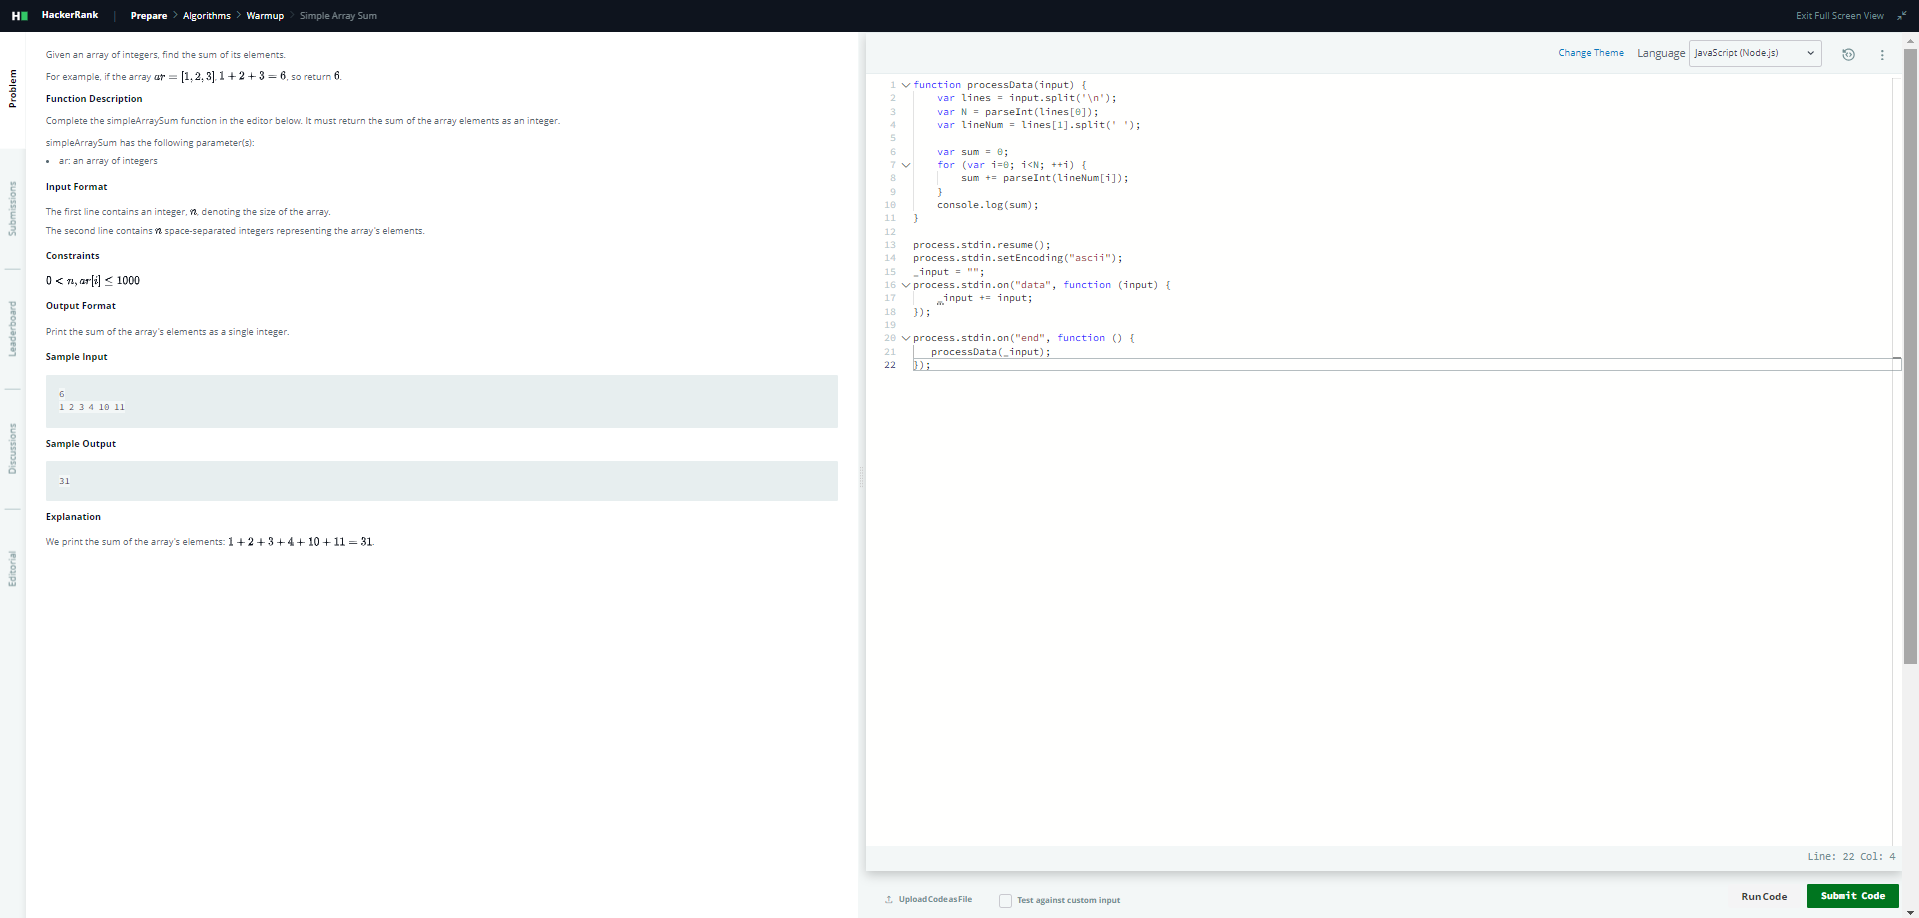 HackerRank | Prepare > Algorithms > Warmup > Simple Array Sum
Exit Full Screen View
Problem
Submissions
Leaderboard
Discussions
Editorial
Given an array of integers, find the sum of its elements.
For example, if the array ar = [1, 2, 3], 1 + 2 + 3 = 6, so return 6.
Function Description
Complete the simpleArraySum function in the editor below. It must return the sum of the array elements as an integer.
simpleArraySum has the following parameter(s):
• ar: an array of integers
Input Format
The first line contains an integer, n, denoting the size of the array.
The second line contains n space-separated integers representing the array's elements.
Constraints
0 < n, ar[i] ≤ 1000
Output Format
Print the sum of the array's elements as a single integer.
Sample Input
6
1 2 3 4 10 11
Sample Output
31
Explanation
We print the sum of the array's elements: 1 + 2 + 3 + 4 + 10 + 11 = 31.
Change Theme Language JavaScript (Node.js)
1 function processData(input) {
2     var lines = input.split('\n');
3     var N = parseInt(lines[0]);
4     var lineNum = lines[1].split(' ');
5
6     var sum = 0;
7     for (var i=0; i<N; ++i) {
8         sum += parseInt(lineNum[i]);
9     }
10     console.log(sum);
11 }
12
13 process.stdin.resume();
14 process.stdin.setEncoding("ascii");
15 _input = "";
16 process.stdin.on("data", function (input) {
17     _input += input;
18 });
19
20 process.stdin.on("end", function () {
21    processData(_input);
22 });
Line: 22 Col: 4
Upload Code as File
Test against custom input
Run Code
Submit Code